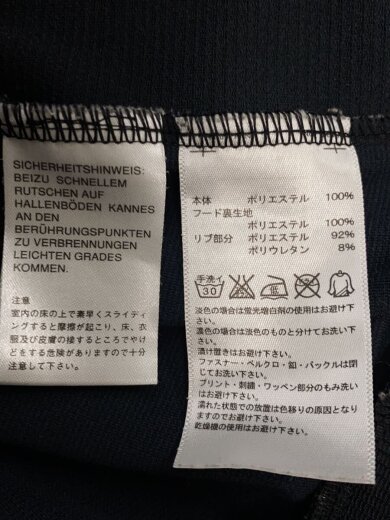 SICHERHEITSHINWEIS:
BEIZU SCHNELLEM
RUTSCHEN AUF
HALLENBÖDEN KANNES
AN DEN
BERÜHRUNGSPUNKTEN
ZU VERBRENNUNGEN
LEICHTEN GRADES
KOMMEN.
注意
室内の床の上で素早くスライディ
ングすると摩擦が起こり、床、衣
服及び皮膚の接するところでやけ
どをする危険がありますので十分
注意して下さい。
本体 ポリエステル 100%
フード裏生地
ポリエステル 100%
リブ部分 ポリエステル 92%
ポリウレタン 8%
手洗イ
30 低
淡色の場合は蛍光増白剤の使用はお避け
下さい。
濃色の場合は淡色のものと分けてお洗い下
さい。
漬け置きはお避け下さい。
ファスナー・ベルクロ・釦・バックルは閉
じてお洗い下さい。
プリント・刺繍・ワッペン部分のもみ洗い
はお避け下さい。
濡れた状態での放置は色移りの原因となり
ますのでお避け下さい。
乾燥機の使用はお避け下さい。